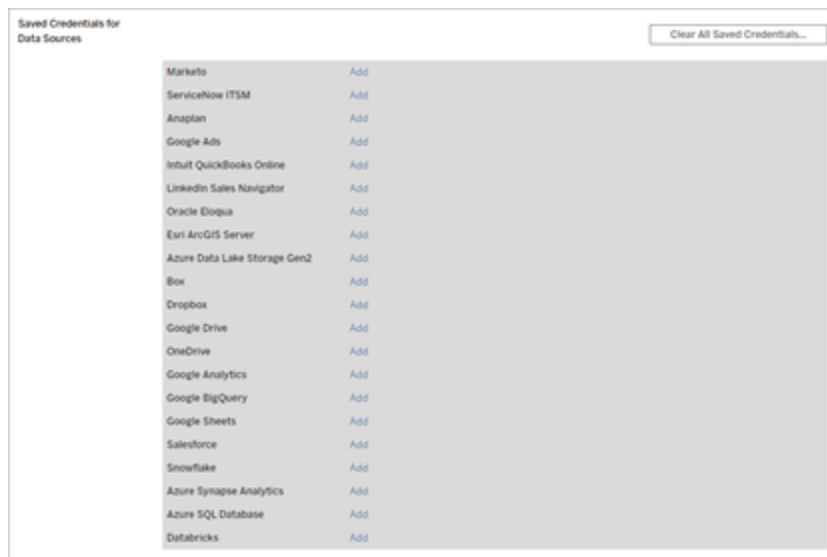 Saved Credentials for
Data Sources
Clear All Saved Credentials...
Marketo Add
ServiceNow ITSM Add
Anaplan Add
Google Ads Add
Intuit QuickBooks Online Add
LinkedIn Sales Navigator Add
Oracle Eloqua Add
Esri ArcGIS Server Add
Azure Data Lake Storage Gen2 Add
Box Add
Dropbox Add
Google Drive Add
OneDrive Add
Google Analytics Add
Google BigQuery Add
Google Sheets Add
Salesforce Add
Snowflake Add
Azure Synapse Analytics Add
Azure SQL Database Add
Databricks Add